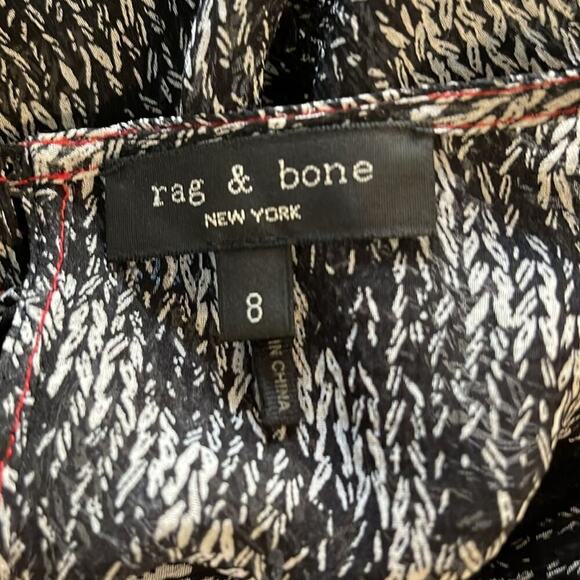 rag & bone
NEW YORK
8
IN CHINA